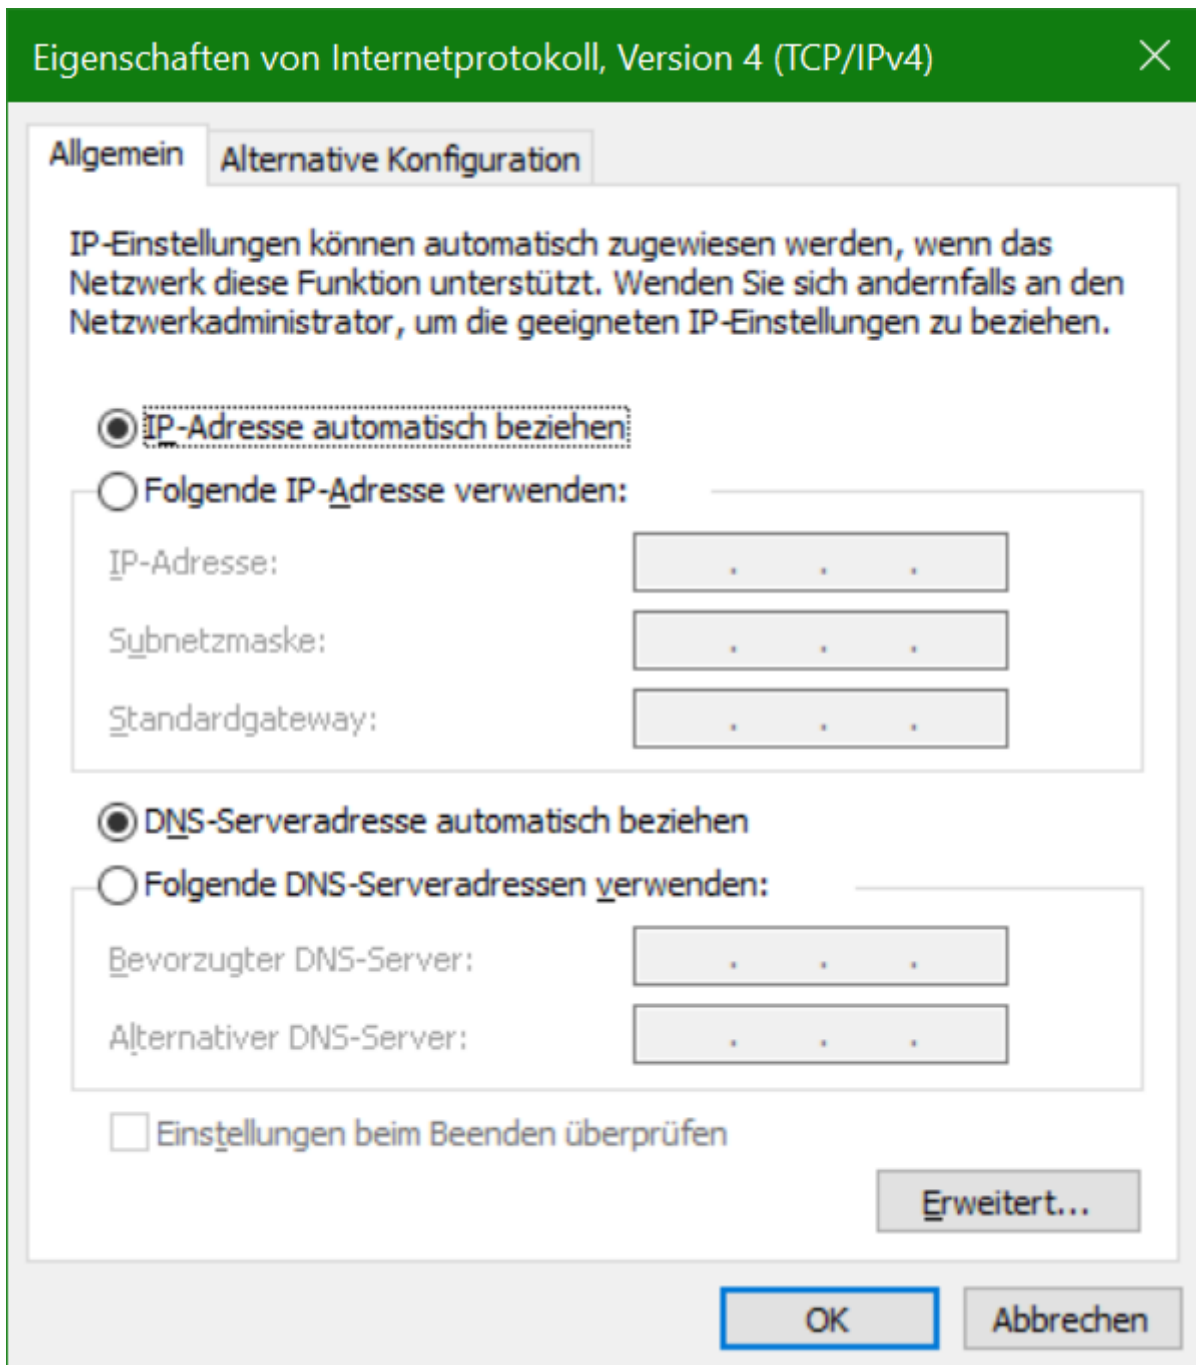 Eigenschaften von Internetprotokoll, Version 4 (TCP/IPv4)
Allgemein
Alternative Konfiguration
IP-Einstellungen können automatisch zugewiesen werden, wenn das
Netzwerk diese Funktion unterstützt. Wenden Sie sich andernfalls an den
Netzwerkadministrator, um die geeigneten IP-Einstellungen zu beziehen.
IP-Adresse automatisch beziehen
Folgende IP-Adresse verwenden:
IP-Adresse: . . .
Subnetzmaske: . . .
Standardgateway: . . .
DNS-Serveradresse automatisch beziehen
Folgende DNS-Serveradressen verwenden:
Bevorzugter DNS-Server: . . .
Alternativer DNS-Server: . . .
Einstellungen beim Beenden überprüfen
Erweitert...
OK
Abbrechen